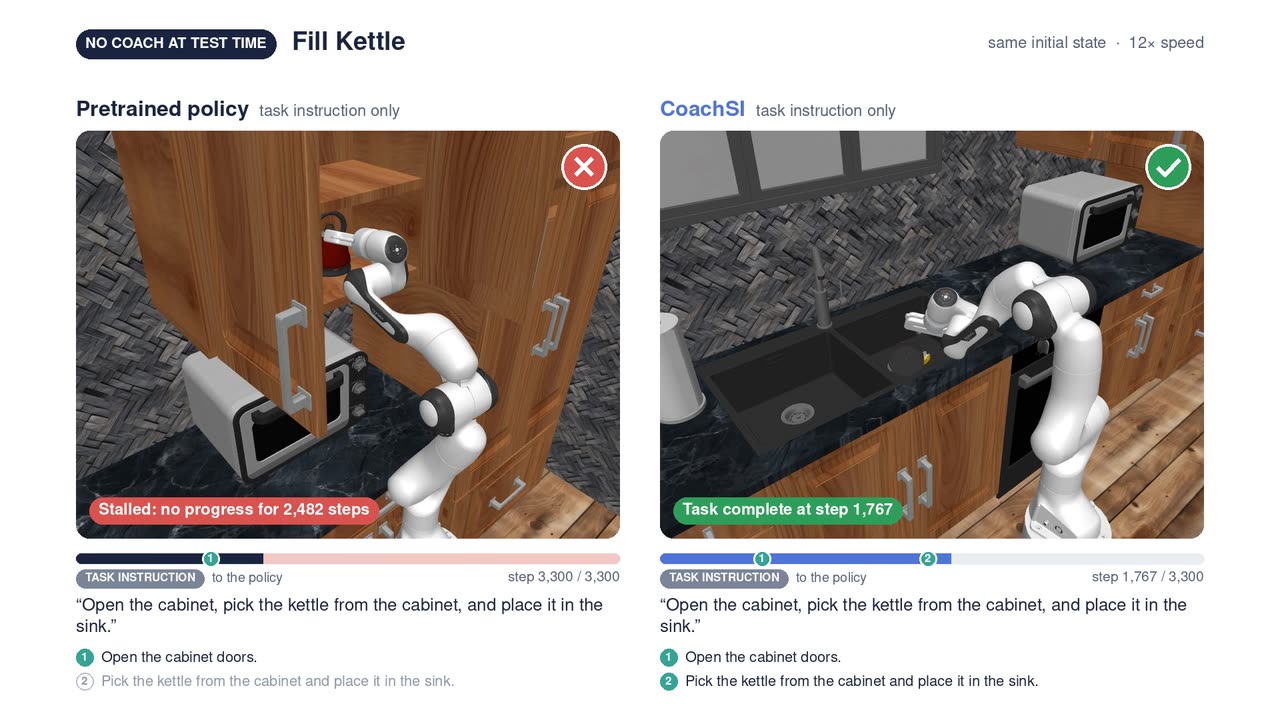 NO COACH AT TEST TIME Fill Kettle
same initial state · 12× speed
Pretrained policy task instruction only
Stalled: no progress for 2,482 steps
1
TASK INSTRUCTION to the policy
step 3,300 / 3,300
“Open the cabinet, pick the kettle from the cabinet, and place it in the
sink.”
1 Open the cabinet doors.
2 Pick the kettle from the cabinet and place it in the sink.
CoachSI task instruction only
Task complete at step 1,767
1 2
TASK INSTRUCTION to the policy
step 1,767 / 3,300
“Open the cabinet, pick the kettle from the cabinet, and place it in the
sink.”
1 Open the cabinet doors.
2 Pick the kettle from the cabinet and place it in the sink.